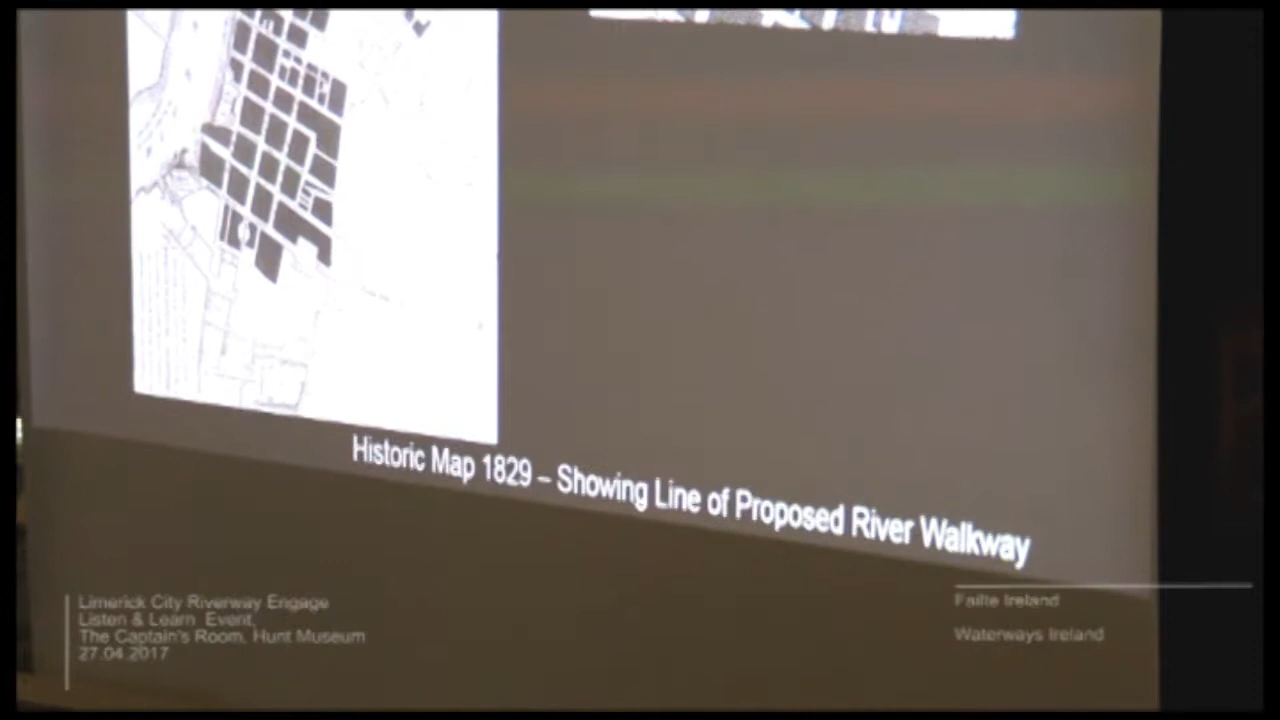 Historic Map 1829 – Showing Line of Proposed River Walkway
Limerick City Riverway Engage
Listen & Learn Event,
The Captain's Room, Hunt Museum
27.04.2017
Failte Ireland
Waterways Ireland